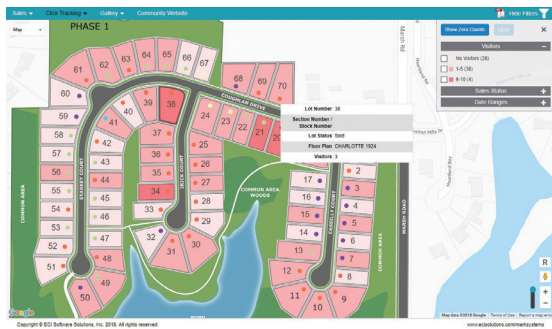 Sales
Click Tracking
Gallery
Community Website
Hide Filters
Map
PHASE 1
Marsh Rd
Show Zero Counts
Visitors
No Visitors (28)
1-5 (38)
6-10 (4)
Sales Status
Date Ranges
61
62
63
64
65
66
67
68
69
70
60
59
58
57
56
55
54
53
52
51
50
49
48
47
46
45
44
43
42
41
40
39
38
37
36
35
34
33
32
31
30
29
28
27
26
25
24
23
22
21
20
COUGHLAN DRIVE
STARKEY COURT
COMMON AREA
COMMON AREA
WOODS
CARDILLE COURT
COMMON AREA
MARSH ROAD
Lot Number 38
Section Number /
Block Number
Lot Status Sold
Floor Plan CHARLOTTE 1924
Visitors 3
17
16
15
14
13
12
11
10
9
8
7
6
5
4
3
2
POND
R
+
−
Google
Map data ©2018 Google
Terms of Use
Report a map error
Copyright © ECI Software Solutions, Inc. 2018. All rights reserved.
www.ecisolutions.com/marksystems